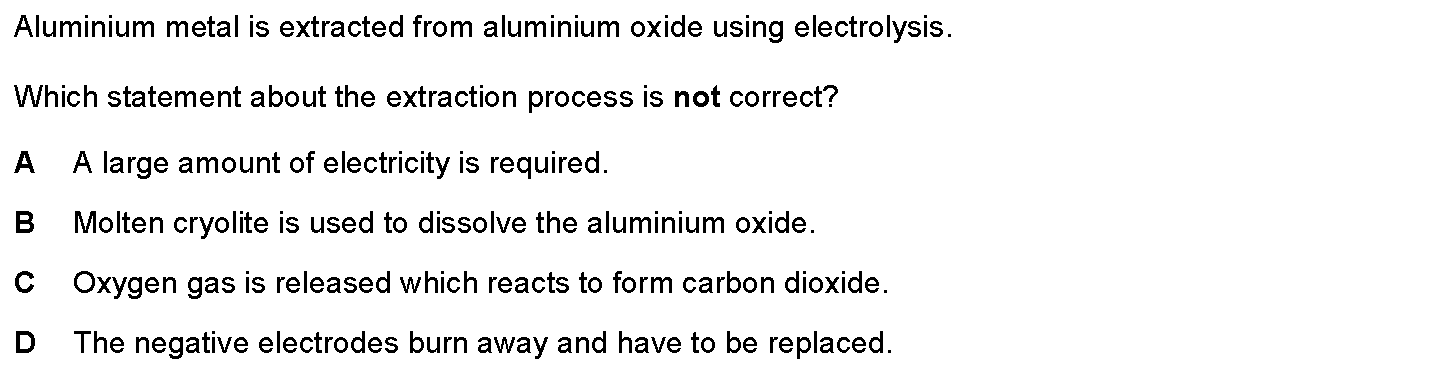 Aluminium metal is extracted from aluminium oxide using electrolysis.
Which statement about the extraction process is not correct?
A A large amount of electricity is required.
B Molten cryolite is used to dissolve the aluminium oxide.
C Oxygen gas is released which reacts to form carbon dioxide.
D The negative electrodes burn away and have to be replaced.